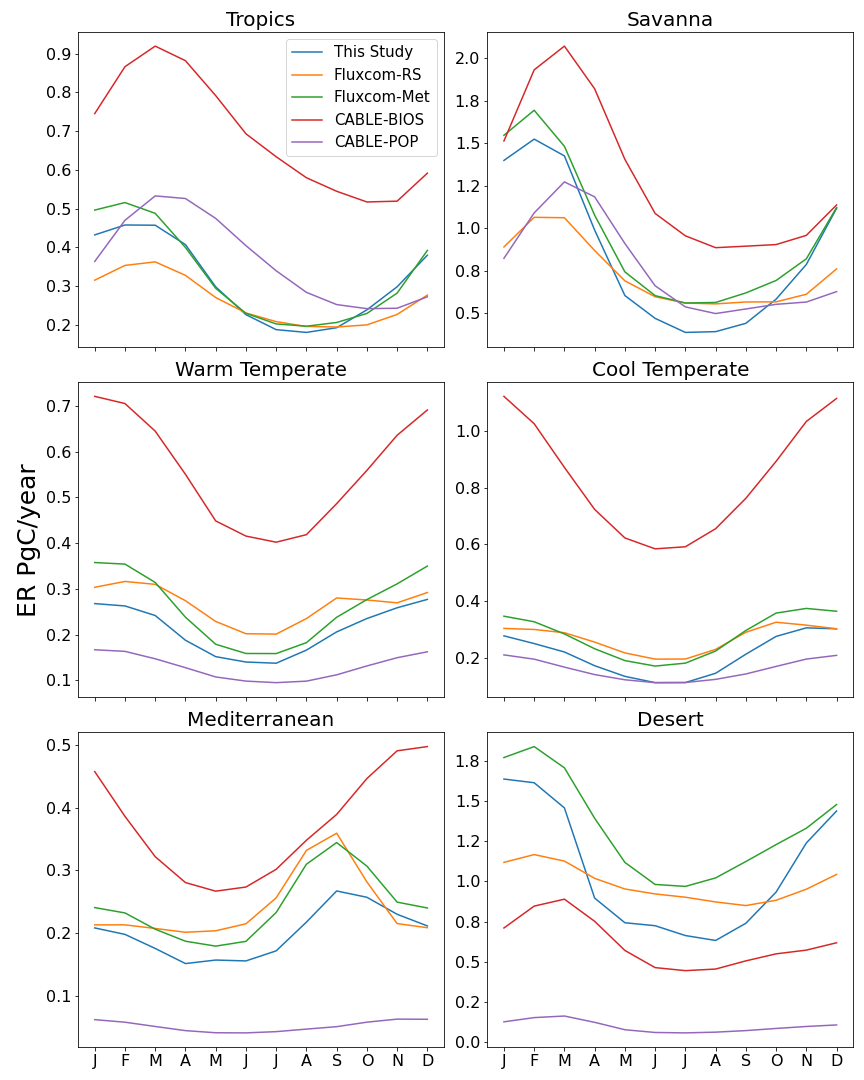 Tropics
0.9
0.8
0.7
0.6
0.5
0.4
0.3
0.2
This Study
Fluxcom-RS
Fluxcom-Met
CABLE-BIOS
CABLE-POP
Savanna
2.0
1.8
1.5
1.2
1.0
0.8
0.5
Warm Temperate
0.7
0.6
0.5
0.4
0.3
0.2
0.1
Cool Temperate
1.0
0.8
0.6
0.4
0.2
ER PgC/year
Mediterranean
0.5
0.4
0.3
0.2
0.1
J F M A M J J A S O N D
Desert
1.8
1.5
1.2
1.0
0.8
0.5
0.2
0.0
J F M A M J J A S O N D